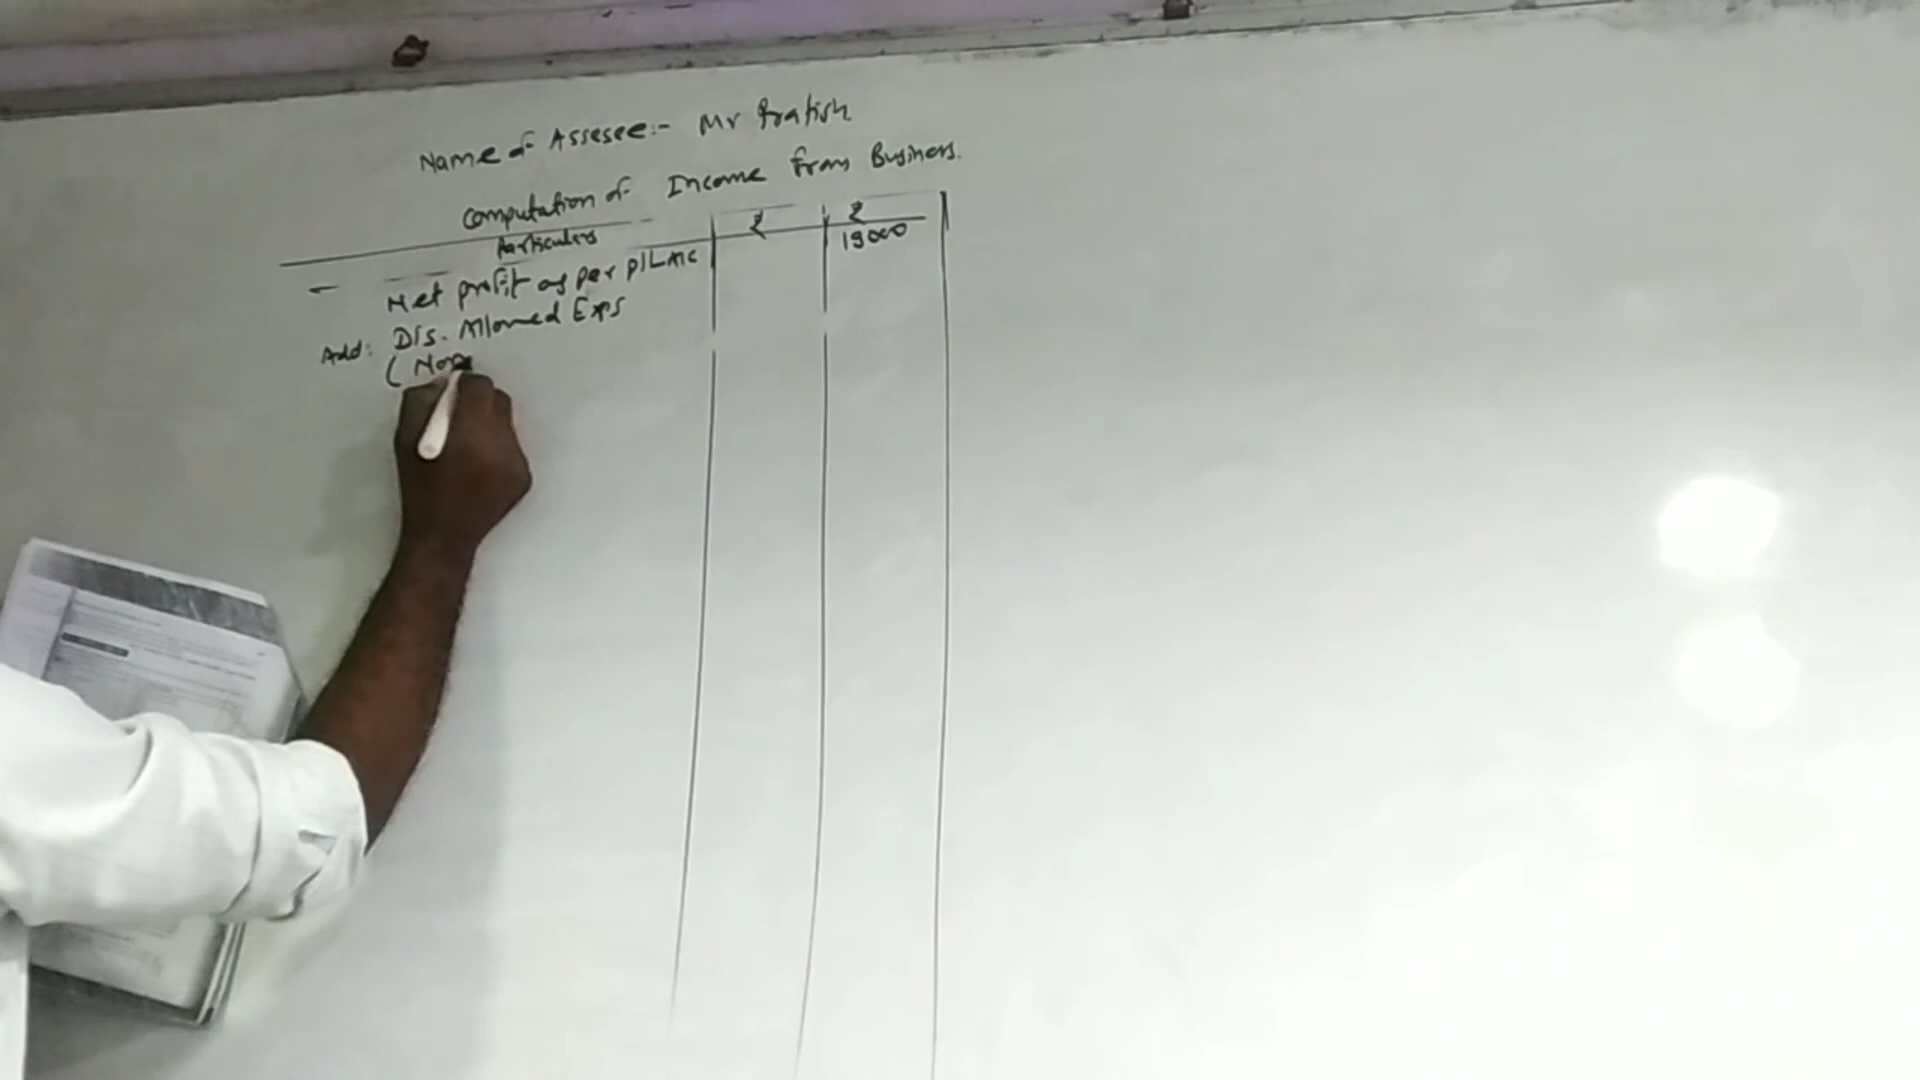 Name of Assesee:- Mr Pratish
Computation of Income from Business.
Particulars ₹ ₹
Net profit as per P/L A/c 19000
Add: Dis. Allowed Exps
( Non